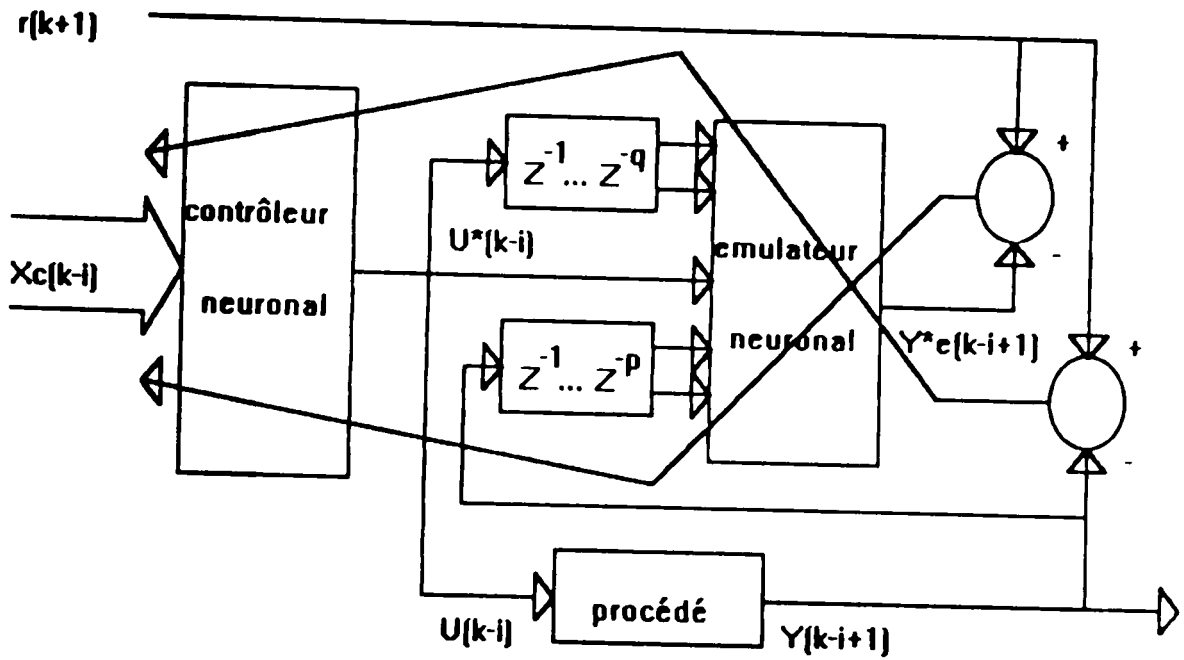 r(k+1)
+
Z^-1 ... Z^-q
contrôleur
neuronal
U*(k-i)
emulateur
neuronal
-
Xc(k-i)
Y*e(k-i+1)
+
Z^-1 ... Z^-p
-
procédé
U(k-i)
Y(k-i+1)